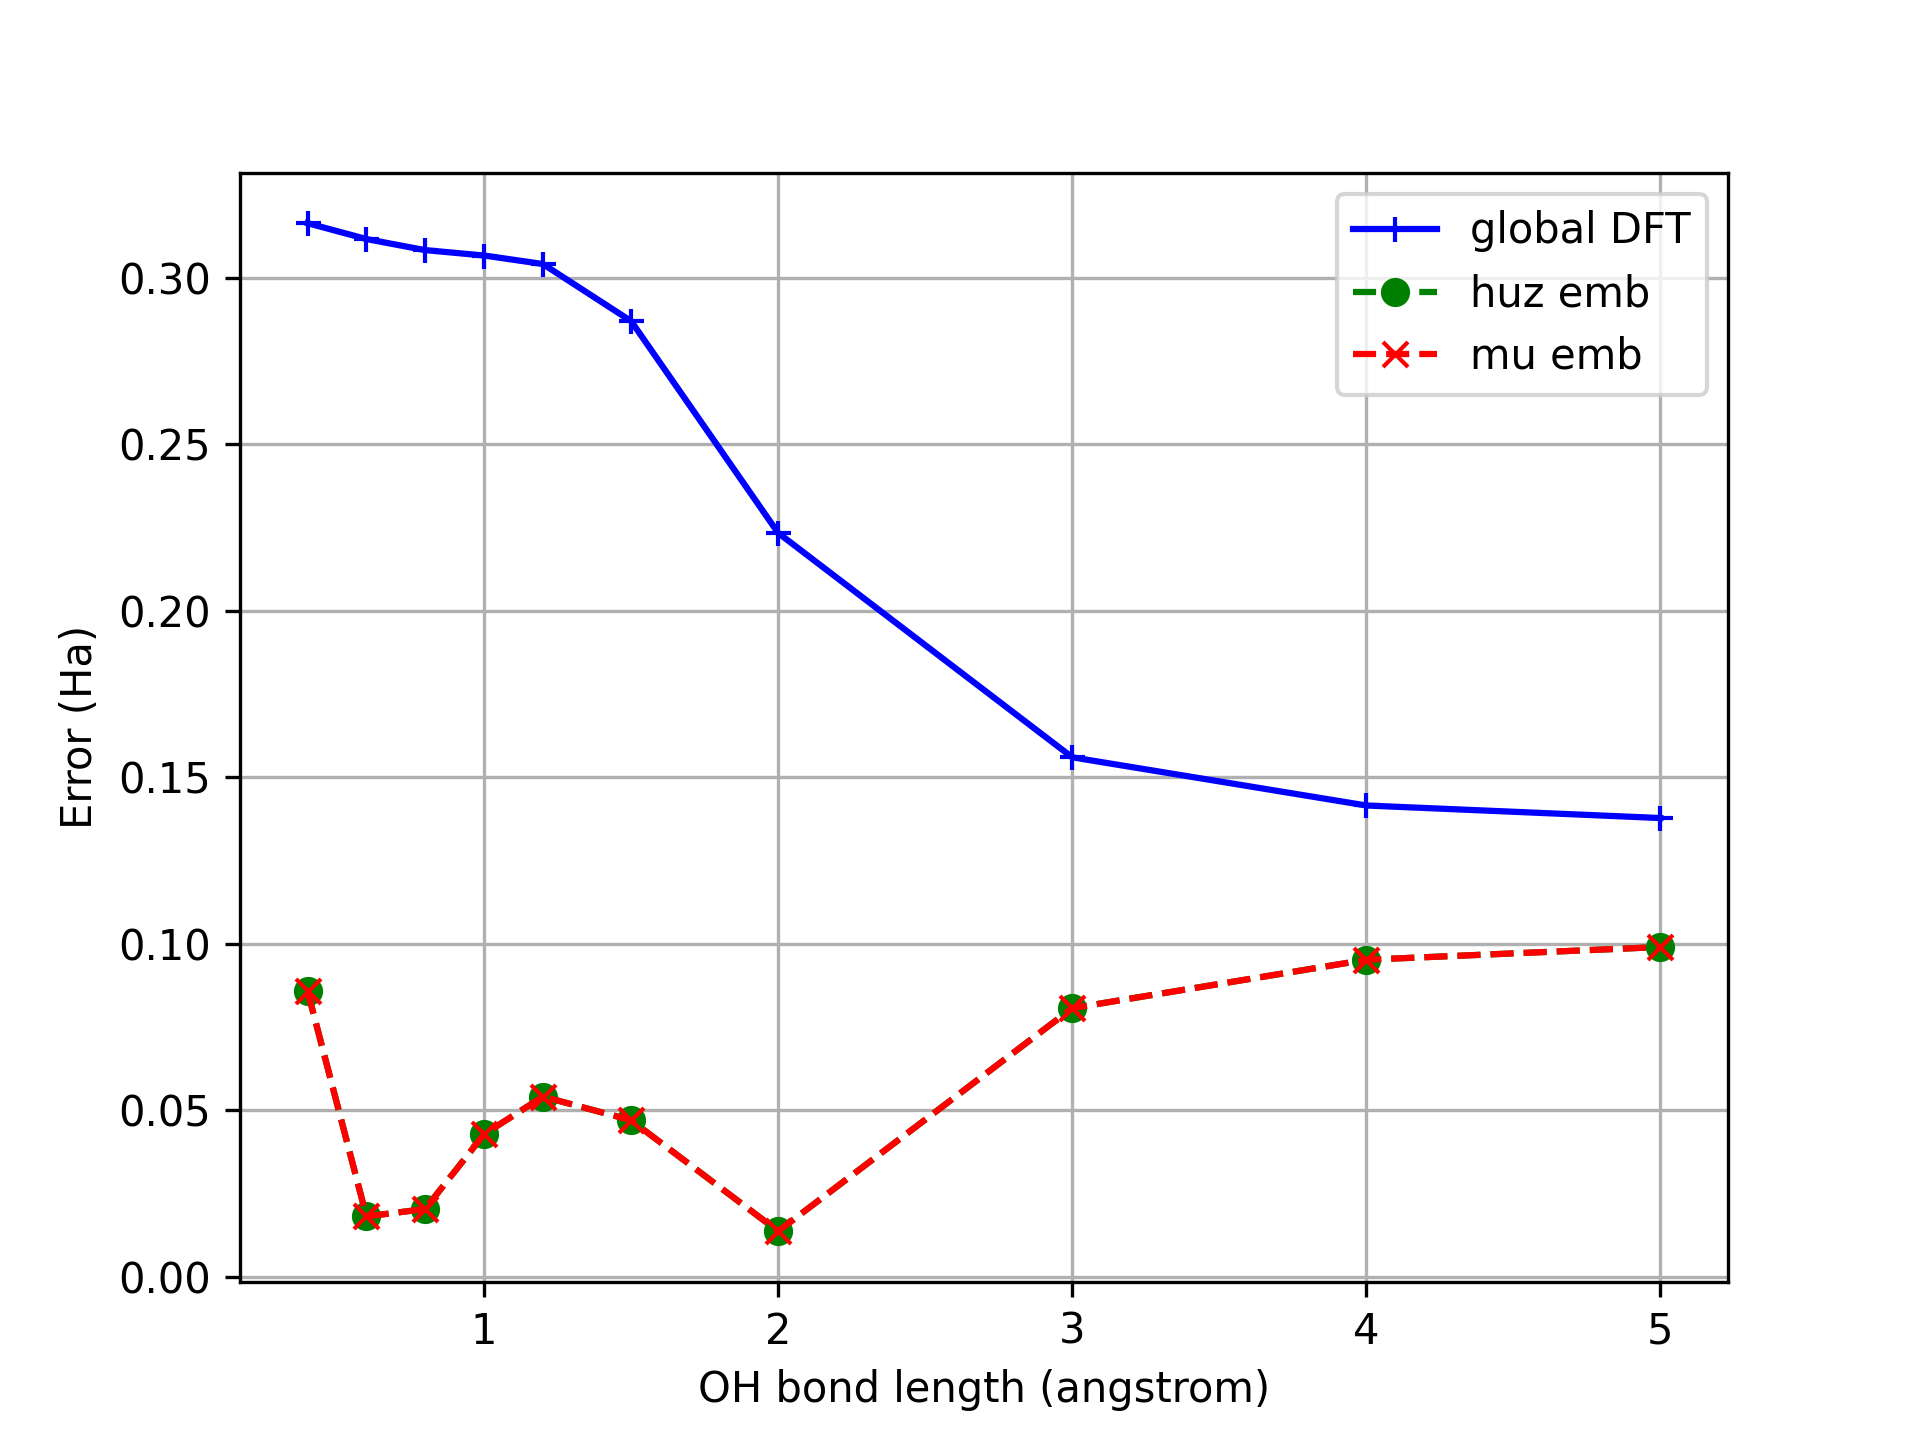 global DFT
huz emb
mu emb
0.30
0.25
0.20
0.15
0.10
0.05
0.00
Error (Ha)
1 2 3 4 5
OH bond length (angstrom)